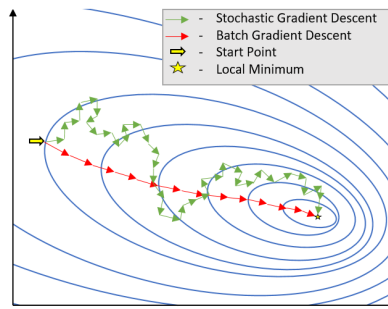 - Stochastic Gradient Descent
- Batch Gradient Descent
- Start Point
- Local Minimum